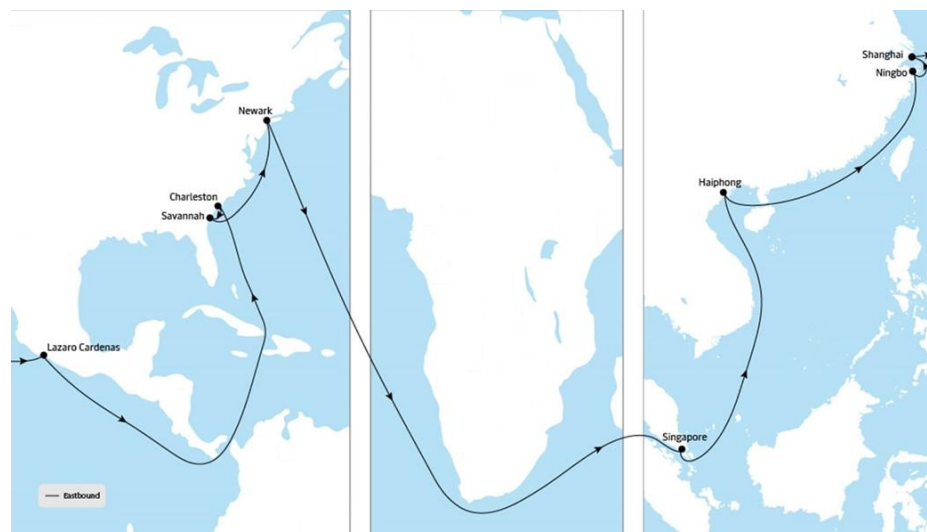 Shanghai
Ningbo
Newark
Haiphong
Charleston
Savannah
Lazaro Cardenas
Singapore
Eastbound